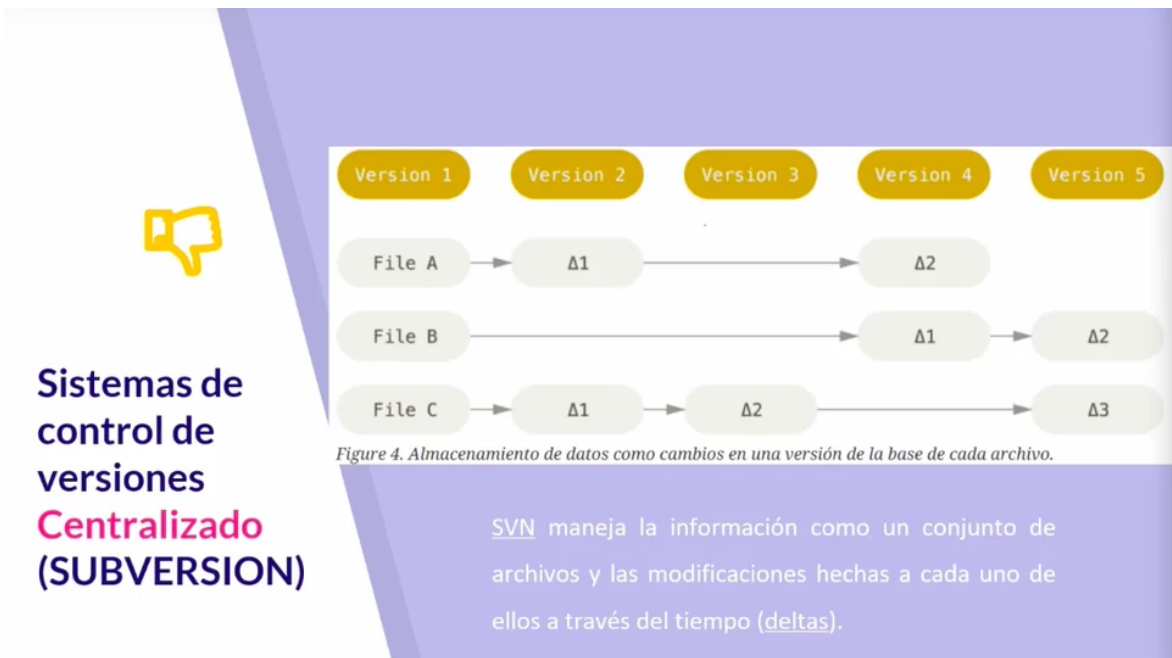 Version 1 Version 2 Version 3 Version 4 Version 5
File A Δ1 Δ2
File B Δ1 Δ2
File C Δ1 Δ2 Δ3
Figure 4. Almacenamiento de datos como cambios en una versión de la base de cada archivo.
Sistemas de
control de
versiones
Centralizado
(SUBVERSION)
SVN maneja la información como un conjunto de
archivos y las modificaciones hechas a cada uno de
ellos a través del tiempo (deltas).